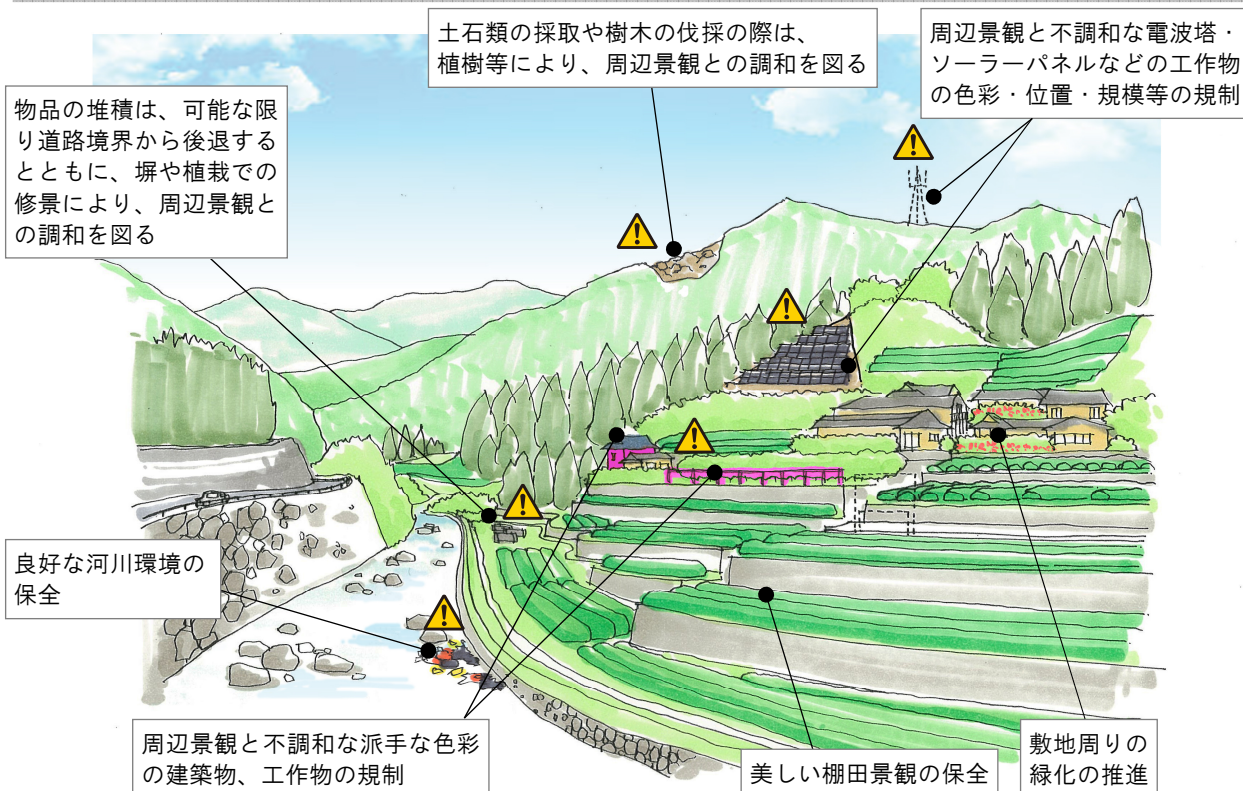 土石類の採取や樹木の伐採の際は、
植樹等により、周辺景観との調和を図る
周辺景観と不調和な電波塔・
ソーラーパネルなどの工作物
の色彩・位置・規模等の規制
物品の堆積は、可能な限
り道路境界から後退する
とともに、塀や植栽での
修景により、周辺景観と
の調和を図る
良好な河川環境の
保全
周辺景観と不調和な派手な色彩
の建築物、工作物の規制
美しい棚田景観の保全
敷地周りの
緑化の推進